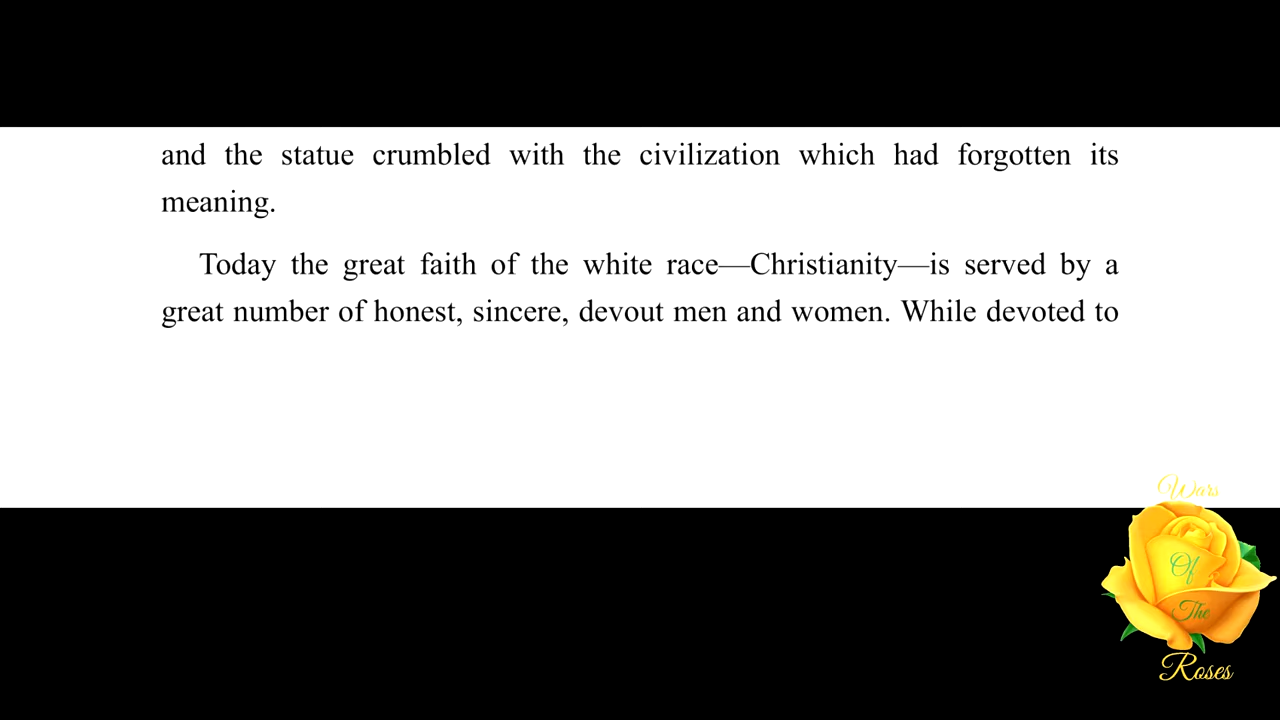 and the statue crumbled with the civilization which had forgotten its
meaning.
Today the great faith of the white race—Christianity—is served by a
great number of honest, sincere, devout men and women. While devoted to
Wars
Of
The
Roses